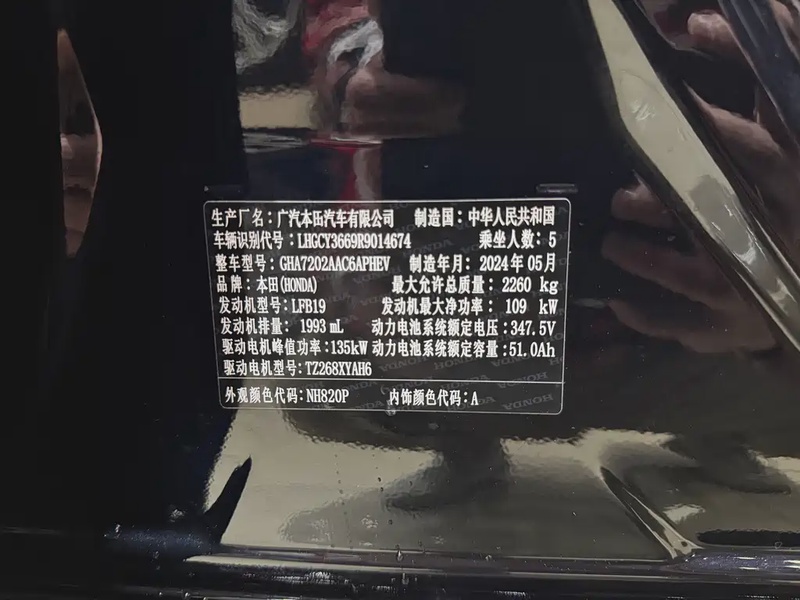 生产厂名：广汽本田汽车有限公司 制造国：中华人民共和国
车辆识别代号：LHGCY3669R9014674 乘坐人数：5
整车型号：GHA7202AAC6APHEV 制造年月：2024年05月
品牌：本田(HONDA) 最大允许总质量：2260 kg
发动机型号：LFB19 发动机最大净功率：109 kW
发动机排量：1993 mL 动力电池系统额定电压：347.5V
驱动电机峰值功率：135kW 动力电池系统额定容量：51.0Ah
驱动电机型号：TZ268XYAH6
外观颜色代码：NH820P 内饰颜色代码：A